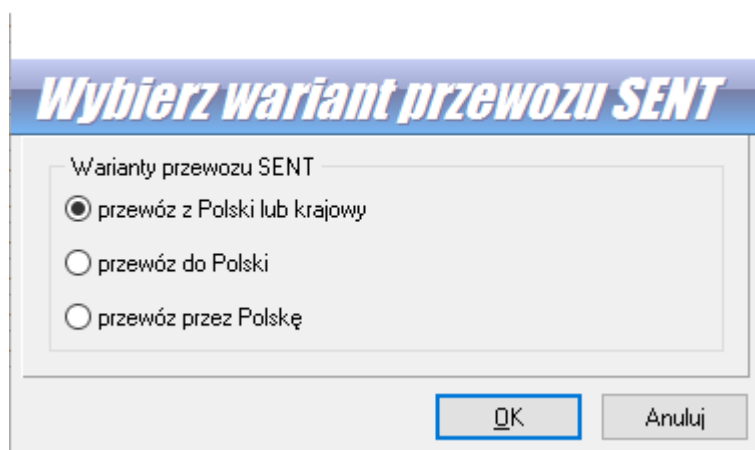 Wybierz wariant przewozu SENT
Warianty przewozu SENT
przewóz z Polski lub krajowy
przewóz do Polski
przewóz przez Polskę
OK
Anuluj